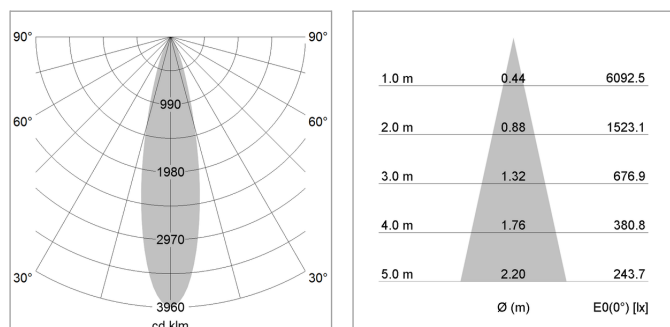 90° 90°
990
60° 60°
1980
2970
30° 30°
3960
cd klm
1.0 m 0.44 6092.5
2.0 m 0.88 1523.1
3.0 m 1.32 676.9
4.0 m 1.76 380.8
5.0 m 2.20 243.7
Ø (m) E0(0°) [lx]